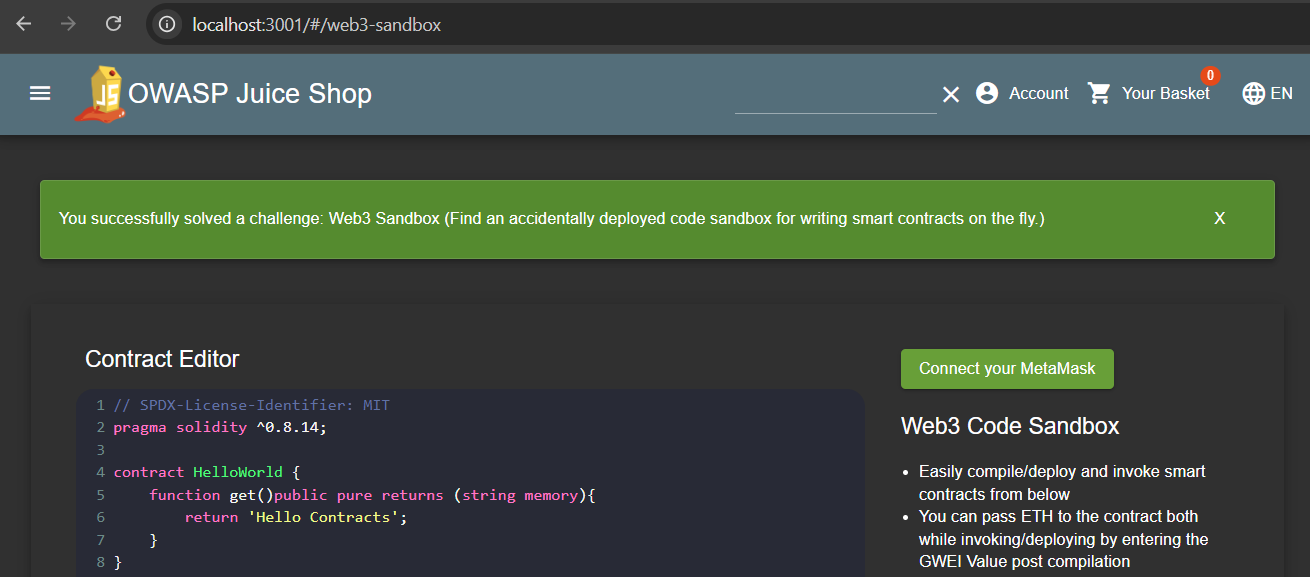 localhost:3001/#/web3-sandbox
OWASP Juice Shop
Account
Your Basket
0
EN
You successfully solved a challenge: Web3 Sandbox (Find an accidentally deployed code sandbox for writing smart contracts on the fly.)
X
Contract Editor
1 // SPDX-License-Identifier: MIT
2 pragma solidity ^0.8.14;
3
4 contract HelloWorld {
5     function get()public pure returns (string memory){
6         return 'Hello Contracts';
7     }
8 }
Connect your MetaMask
Web3 Code Sandbox
• Easily compile/deploy and invoke smart
contracts from below
• You can pass ETH to the contract both
while invoking/deploying by entering the
GWEI Value post compilation